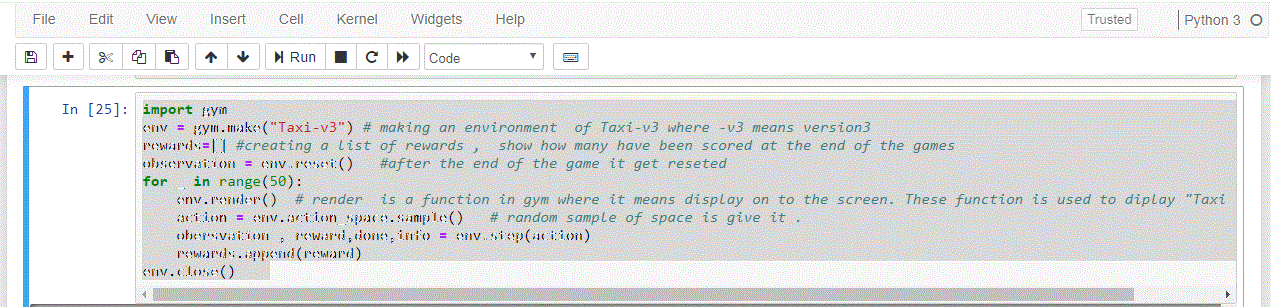 File Edit View Insert Cell Kernel Widgets Help Trusted Python 3
Run Code
In [25]:
import gym
env = gym.make("Taxi-v3") # making an environment  of Taxi-v3 where -v3 means version3
rewards=[] #creating a list of rewards ,  show how many have been scored at the end of the games
observation = env.reset()   #after the end of the game it get reseted
for _ in range(50):
    env.render()  # render  is a function in gym where it means display on to the screen. These function is used to diplay "Taxi
    action = env.action_space.sample()   # random sample of space is give it .
    obersvation , reward,done,info = env.step(action)
    rewards.append(reward)
env.close()